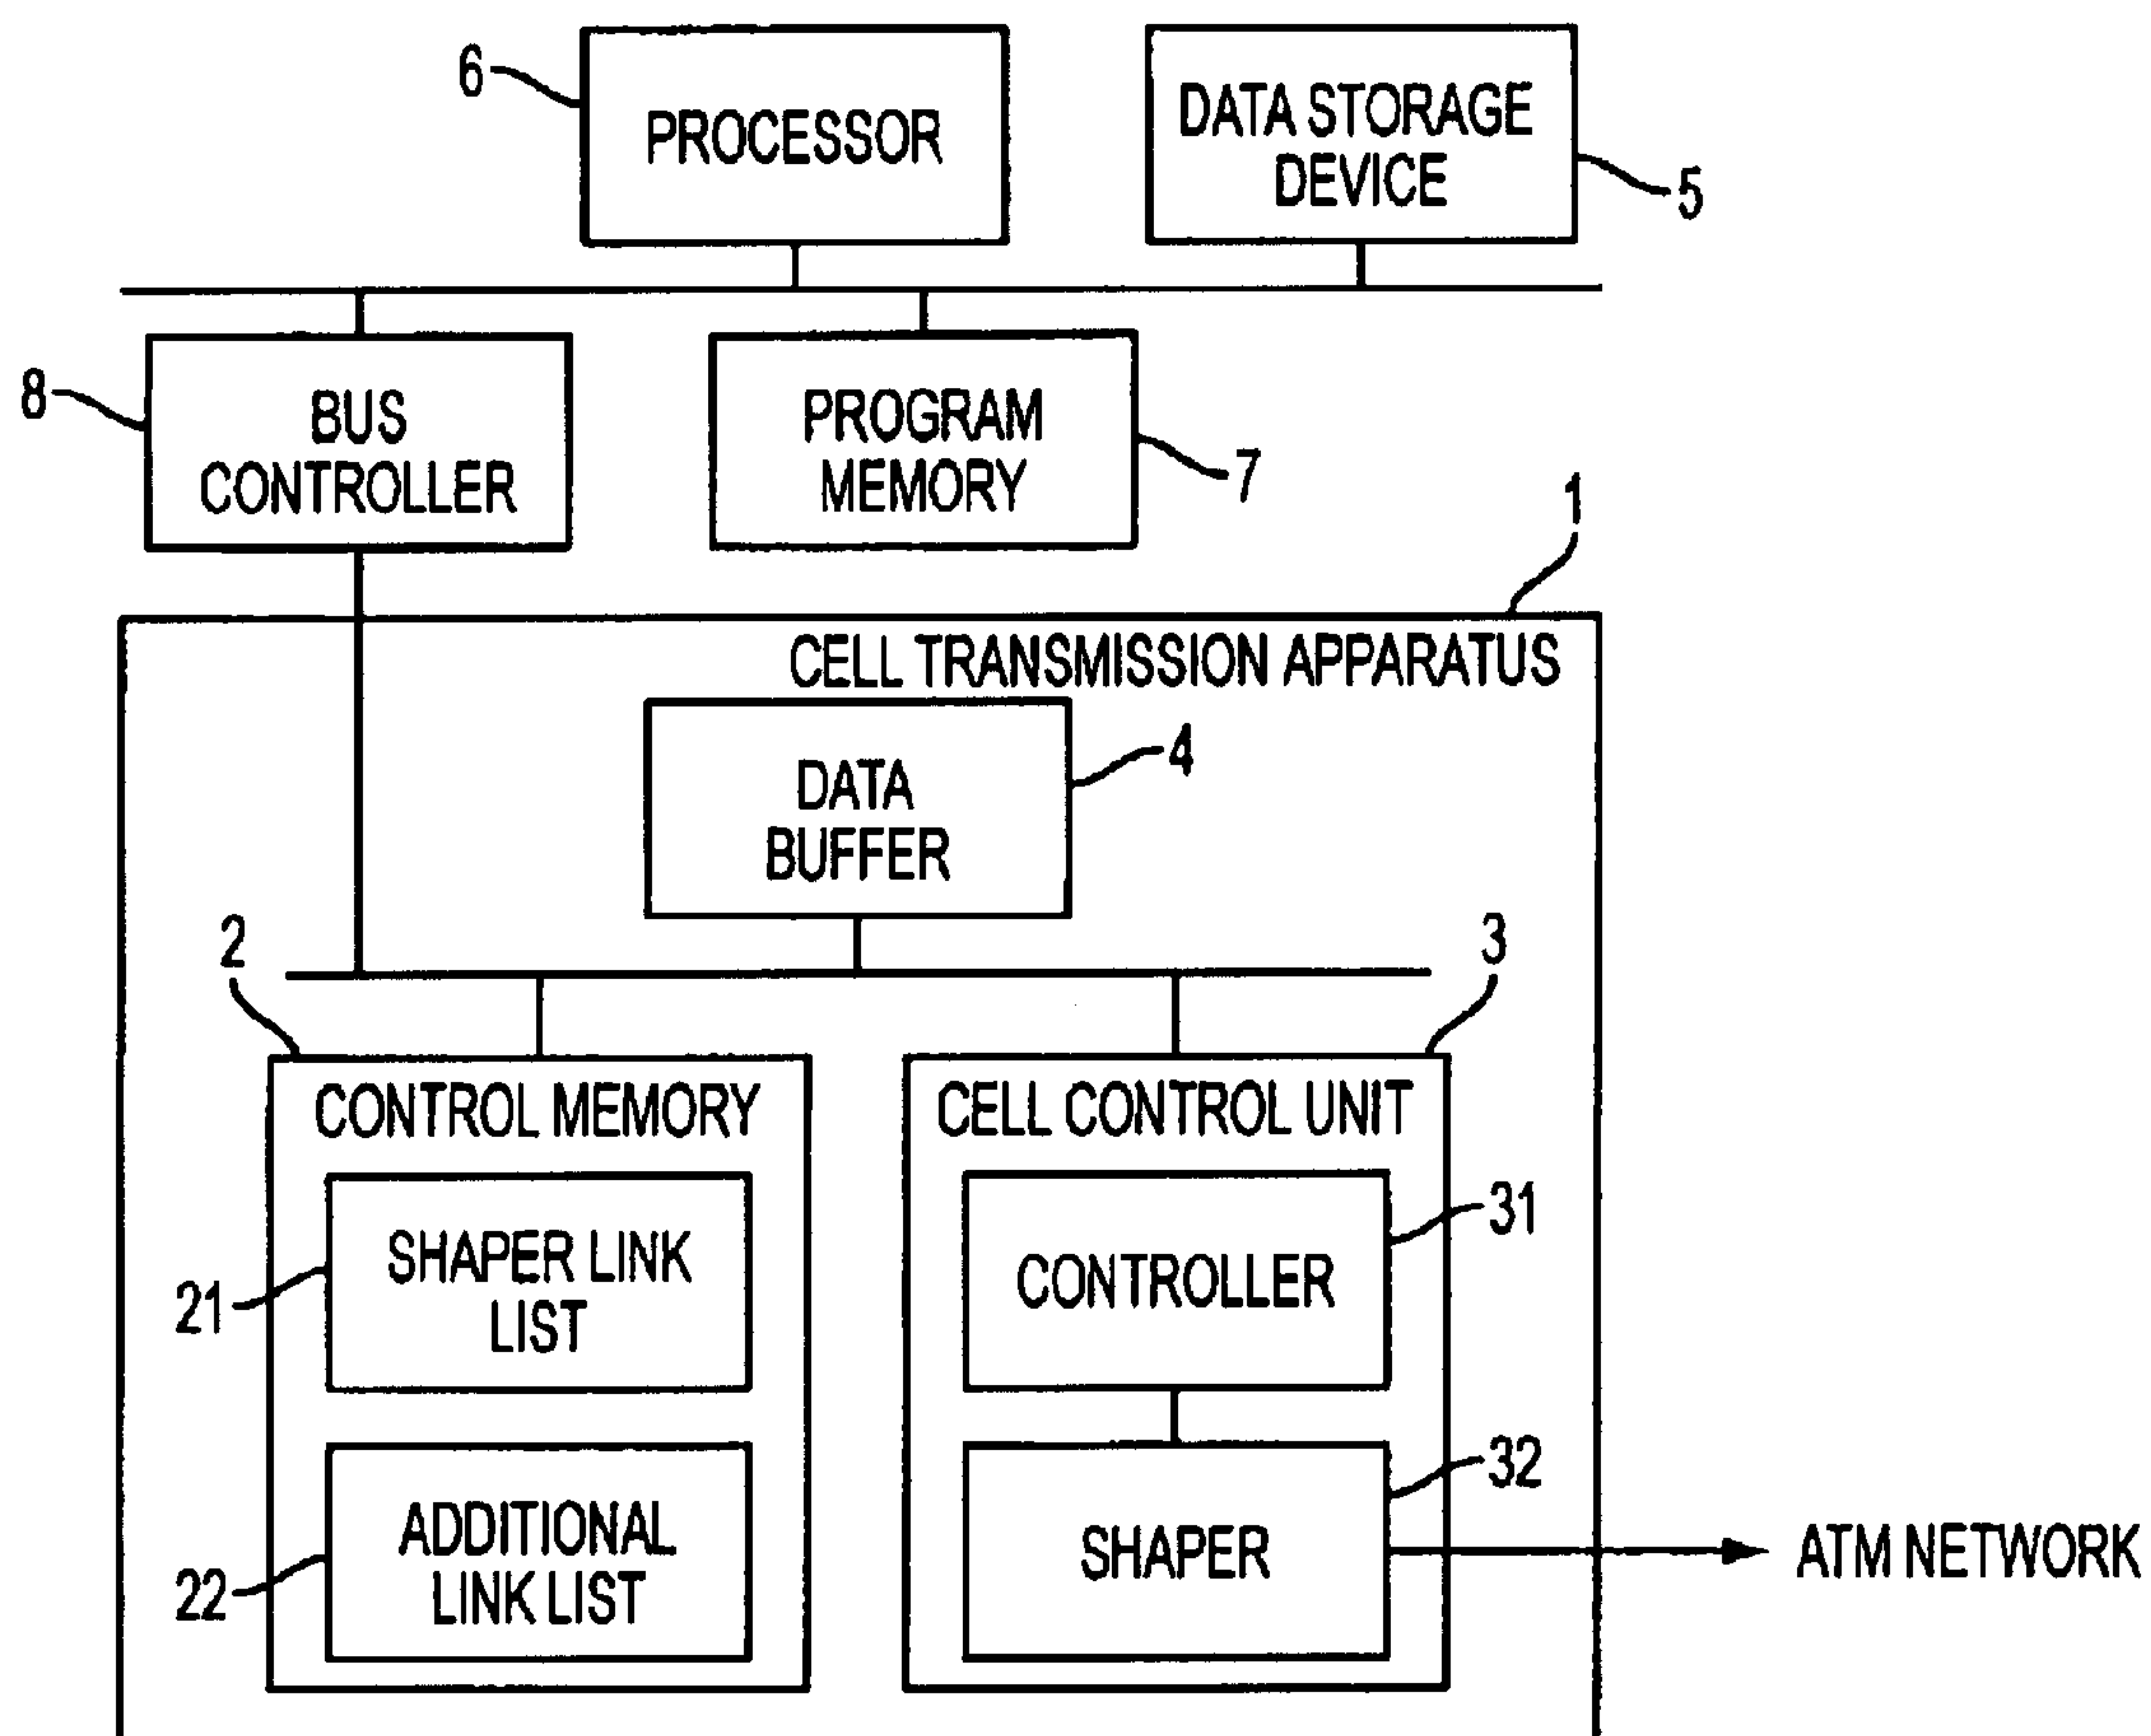 6
PROCESSOR
DATA STORAGE
DEVICE
5
8
BUS
CONTROLLER
PROGRAM
MEMORY
7
1
CELL TRANSMISSION APPARATUS
DATA
BUFFER
4
2
3
CONTROL MEMORY
CELL CONTROL UNIT
SHAPER LINK
LIST
21
CONTROLLER
31
ADDITIONAL
LINK LIST
22
SHAPER
32
ATM NETWORK